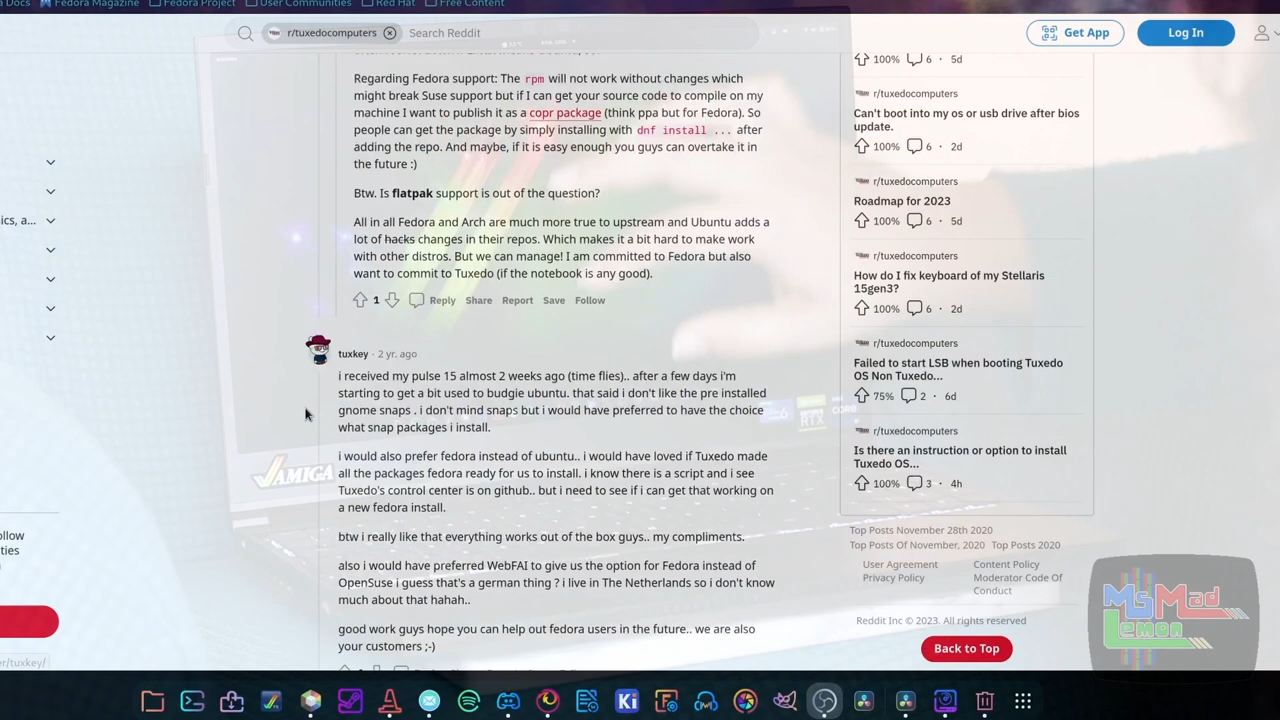 a Docs Fedora Magazine Fedora Project User Communities Red Hat Free Content
r/tuxedocomputers Search Reddit Get App Log In
Regarding Fedora support: The rpm will not work without changes which
might break Suse support but if I can get your source code to compile on my
machine I want to publish it as a copr package (think ppa but for Fedora). So
people can get the package by simply installing with dnf install ... after
adding the repo. And maybe, if it is easy enough you guys can overtake it in
the future :)
Btw. Is flatpak support is out of the question?
All in all Fedora and Arch are much more true to upstream and Ubuntu adds a
lot of hacks changes in their repos. Which makes it a bit hard to make work
with other distros. But we can manage! I am committed to Fedora but also
want to commit to Tuxedo (if the notebook is any good).
1 Reply Share Report Save Follow
tuxkey · 2 yr. ago
i received my pulse 15 almost 2 weeks ago (time flies).. after a few days i'm
starting to get a bit used to budgie ubuntu. that said i don't like the pre installed
gnome snaps . i don't mind snaps but i would have preferred to have the choice
what snap packages i install.
i would also prefer fedora instead of ubuntu.. i would have loved if Tuxedo made
all the packages fedora ready for us to install. i know there is a script and i see
Tuxedo's control center is on github.. but i need to see if i can get that working on
a new fedora install.
btw i really like that everything works out of the box guys.. my compliments.
also i would have preferred WebFAI to give us the option for Fedora instead of
OpenSuse i guess that's a german thing ? i live in The Netherlands so i don't know
much about that hahah..
good work guys hope you can help out fedora users in the future.. we are also
your customers ;-)
100% 6 · 5d
r/tuxedocomputers
Can't boot into my os or usb drive after bios
update.
100% 6 · 2d
r/tuxedocomputers
Roadmap for 2023
100% 6 · 5d
r/tuxedocomputers
How do I fix keyboard of my Stellaris
15gen3?
100% 6 · 2d
r/tuxedocomputers
Failed to start LSB when booting Tuxedo
OS Non Tuxedo...
75% 2 · 6d
r/tuxedocomputers
Is there an instruction or option to install
Tuxedo OS...
100% 3 · 4h
Top Posts November 28th 2020
Top Posts Of November, 2020 Top Posts 2020
User Agreement Content Policy
Privacy Policy Moderator Code Of
Conduct
Reddit Inc © 2023. All rights reserved
Back to Top
ics, a...
ollow
ties
er/tuxkey/
AMIGA
RTX
CORE
MsMad
Lemon
Ki